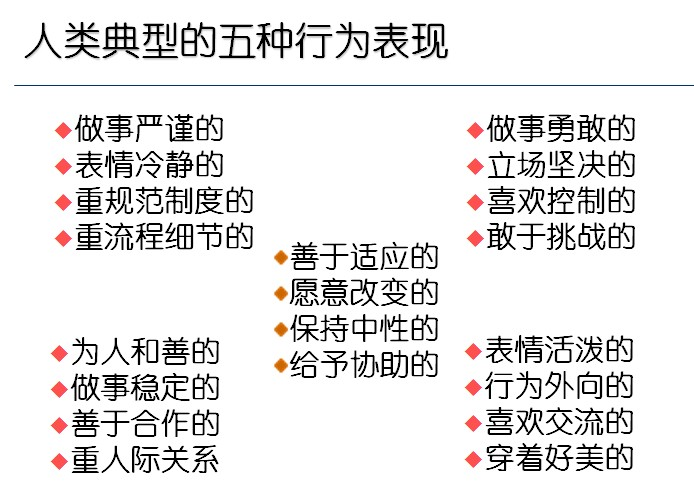 人类典型的五种行为表现
做事严谨的
表情冷静的
重规范制度的
重流程细节的
做事勇敢的
立场坚决的
喜欢控制的
敢于挑战的
善于适应的
愿意改变的
保持中性的
给予协助的
为人和善的
做事稳定的
善于合作的
重人际关系
表情活泼的
行为外向的
喜欢交流的
穿着好美的